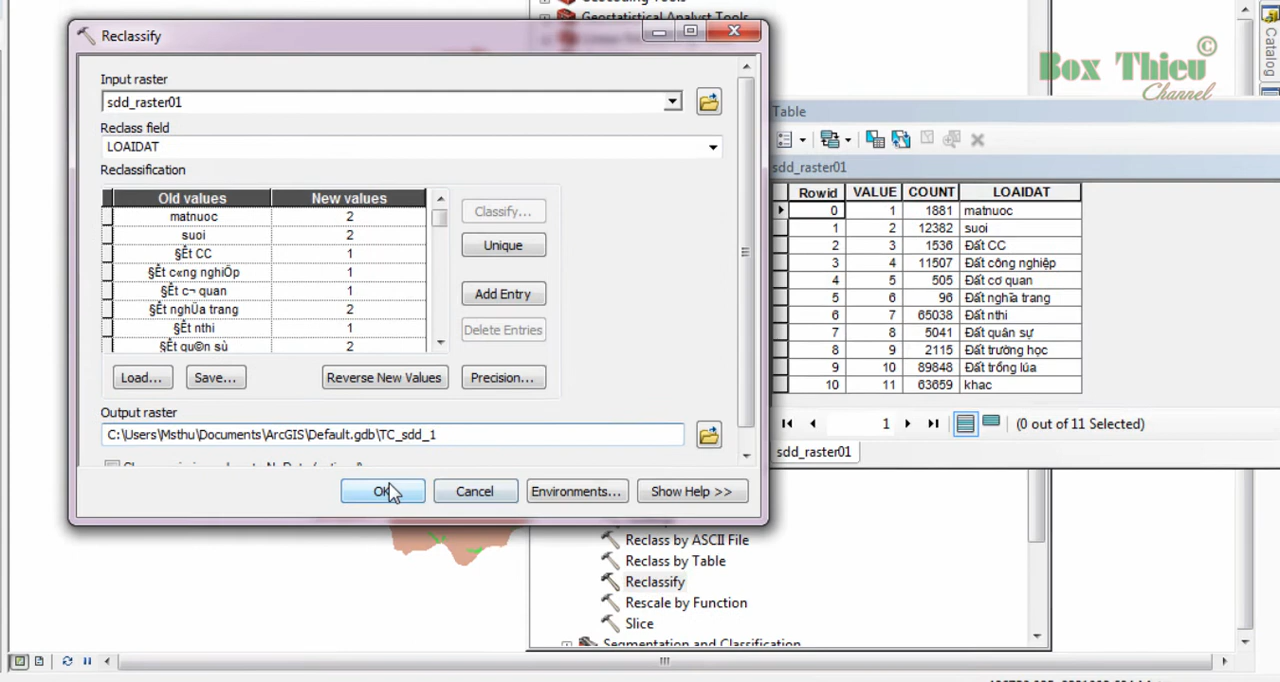 Geocoding Tools
Geostatistical Analyst Tools
Reclassify
Input raster
sdd_raster01
Reclass field
LOAIDAT
Reclassification
Old values New values
matnuoc 2
suoi 2
§Êt CC 1
§Êt c«ng nghiÖp 1
§Êt c¬ quan 1
§Êt nghÜa trang 2
§Êt nthi 1
§Êt qu©n sù 2
Classify...
Unique
Add Entry
Delete Entries
Load...
Save...
Reverse New Values
Precision...
Output raster
C:\Users\Msthu\Documents\ArcGIS\Default.gdb\TC_sdd_1
OK
Cancel
Environments...
Show Help >>
Box Thieu ©
Channel
Catalog
Table
sdd_raster01
Rowid VALUE COUNT LOAIDAT
0 1 1881 matnuoc
1 2 12382 suoi
2 3 1536 Đất CC
3 4 11507 Đất công nghiệp
4 5 505 Đất cơ quan
5 6 96 Đất nghĩa trang
6 7 65038 Đất nthi
7 8 5041 Đất quân sự
8 9 2115 Đất trường học
9 10 89848 Đất trồng lúa
10 11 63659 khac
1
(0 out of 11 Selected)
sdd_raster01
Reclass by ASCII File
Reclass by Table
Reclassify
Rescale by Function
Slice
Segmentation and Classification